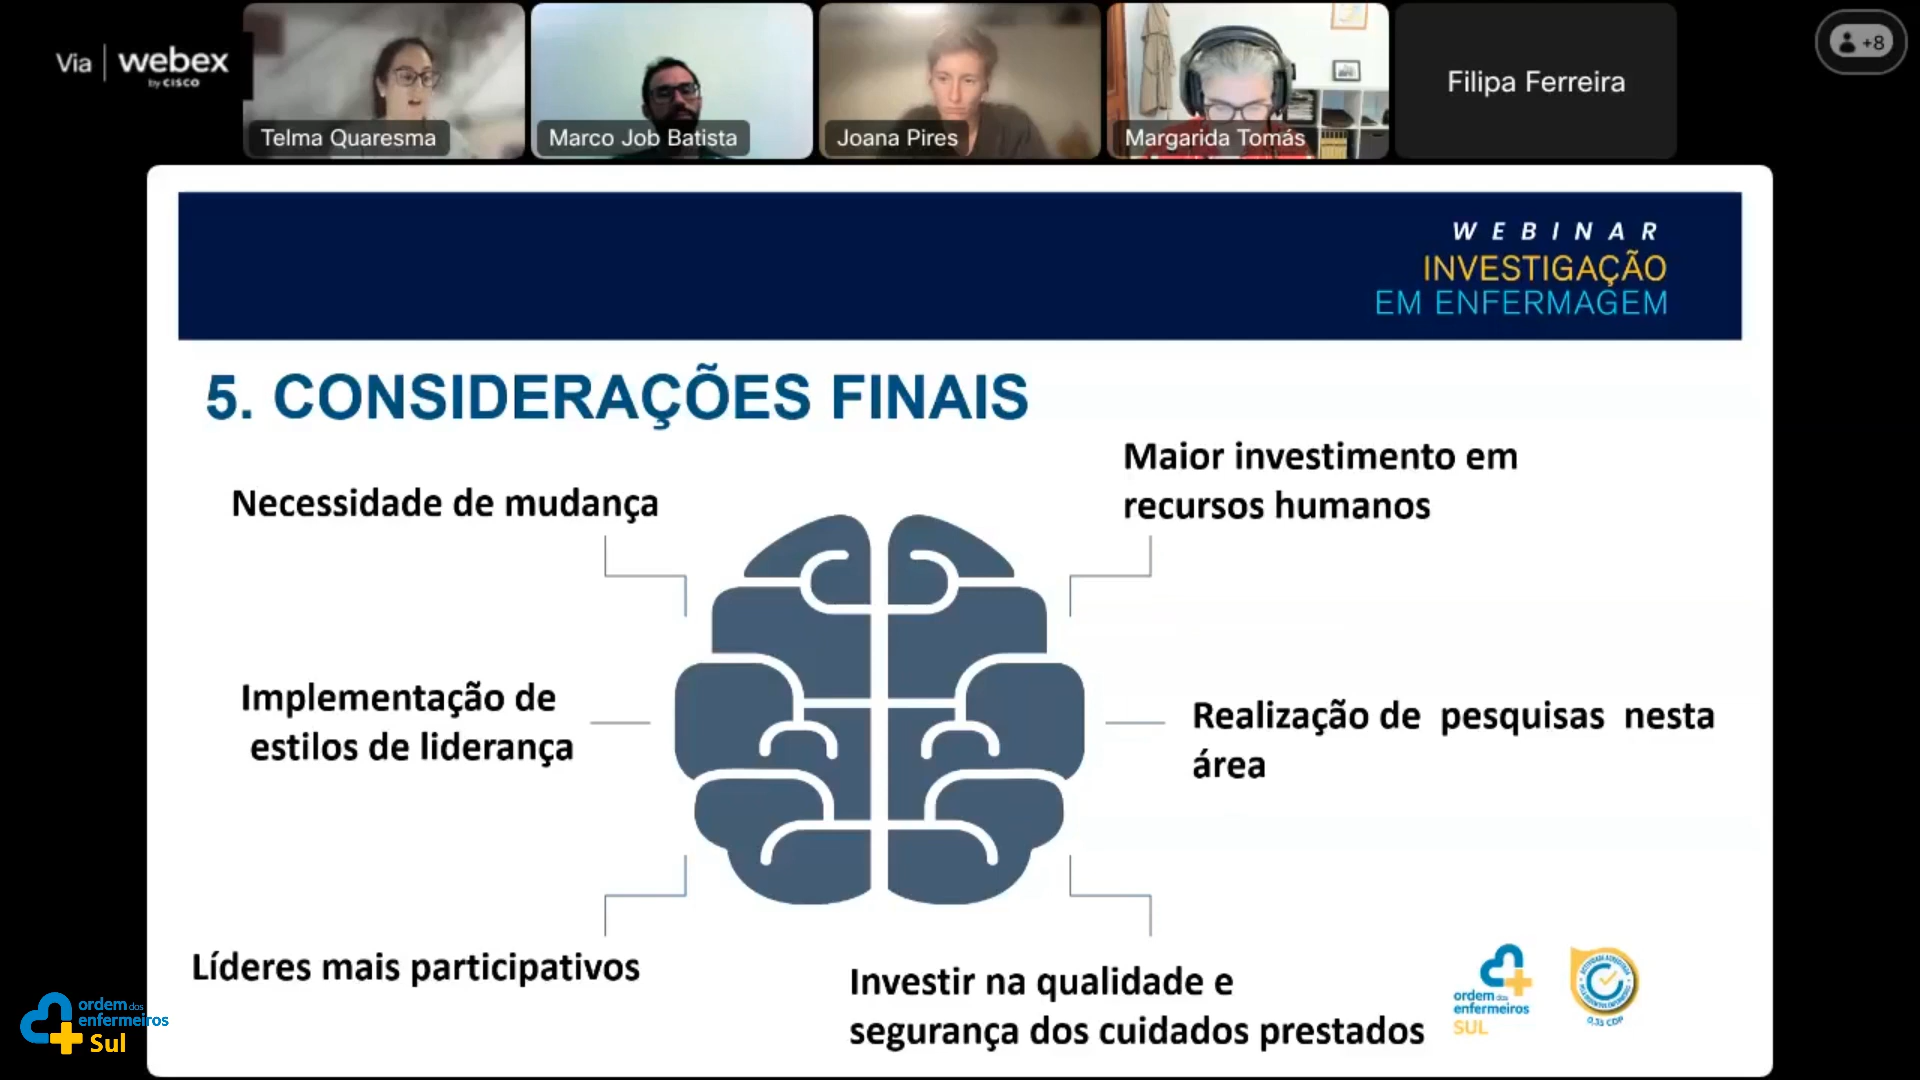 Via webex
by CISCO
+8
Telma Quaresma
Marco Job Batista
Joana Pires
Margarida Tomás
Filipa Ferreira
WEBINAR
INVESTIGAÇÃO
EM ENFERMAGEM
5. CONSIDERAÇÕES FINAIS
Necessidade de mudança
Maior investimento em
recursos humanos
Implementação de
estilos de liderança
Realização de pesquisas nesta
área
Líderes mais participativos
Investir na qualidade e
segurança dos cuidados prestados
ordem dos
enfermeiros
SUL
0,35 CDP
ordem dos
enfermeiros
Sul